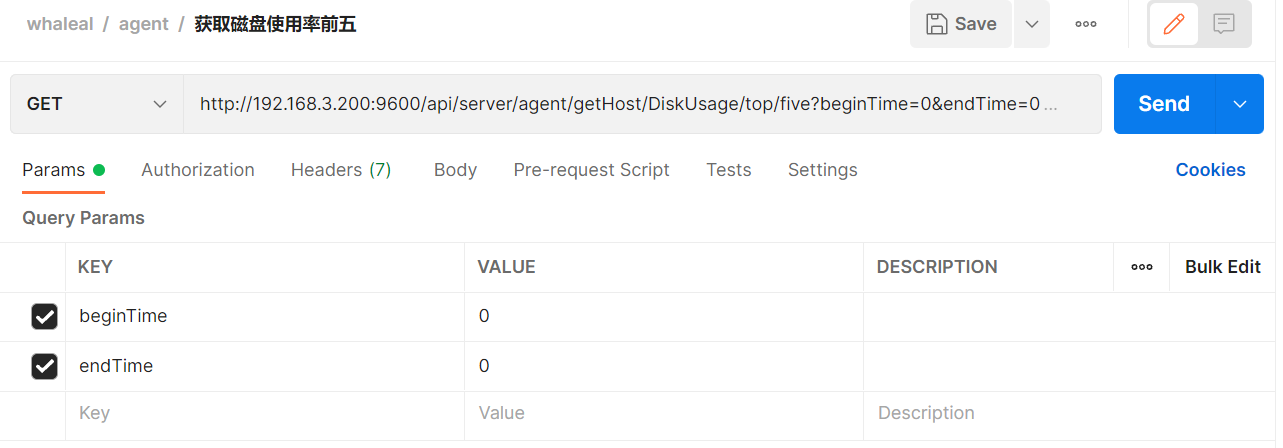 whaleal / agent / 获取磁盘使用率前五
Save
GET
http://192.168.3.200:9600/api/server/agent/getHost/DiskUsage/top/five?beginTime=0&endTime=0 ...
Send
Params Authorization Headers (7) Body Pre-request Script Tests Settings Cookies
Query Params
KEY VALUE DESCRIPTION Bulk Edit
beginTime 0
endTime 0
Key Value Description